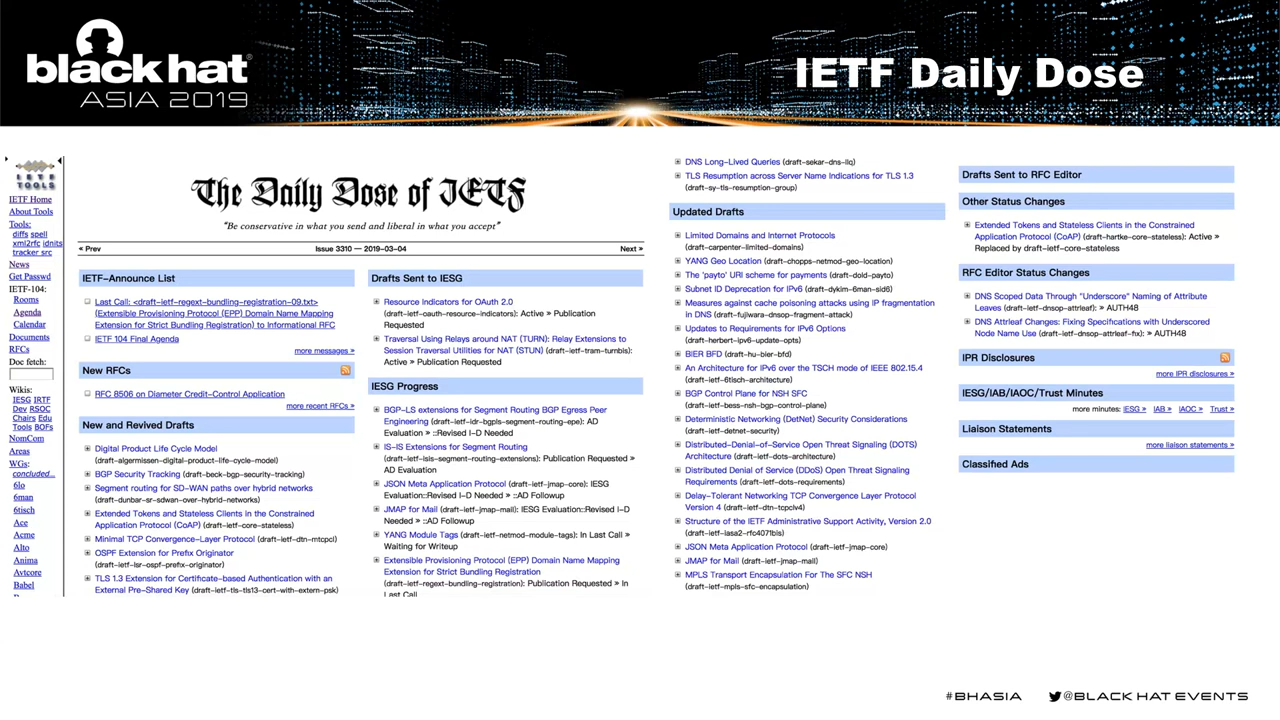 black hat®
ASIA 2019
IETF Daily Dose
IETF
TOOLS
IETF Home
About Tools
Tools:
diffs spell
xml2rfc idnits
tracker src
News
Get Passwd
IETF-104:
Rooms
Agenda
Calendar
Documents
RFCs
Doc fetch:
Wikis:
IESG IRTF
Dev RSOC
Chairs Edu
Tools BOFs
NomCom
Areas
WGs:
concluded...
6lo
6man
6tisch
Ace
Acme
Alto
Anima
Avtcore
Babel
The Daily Dose of IETF
"Be conservative in what you send and liberal in what you accept"
« Prev
Issue 3310 — 2019-03-04
Next »
IETF-Announce List
Last Call: <draft-ietf-regext-bundling-registration-09.txt>
(Extensible Provisioning Protocol (EPP) Domain Name Mapping
Extension for Strict Bundling Registration) to Informational RFC
IETF 104 Final Agenda
more messages »
New RFCs
RFC 8506 on Diameter Credit-Control Application
more recent RFCs »
New and Revived Drafts
Digital Product Life Cycle Model
(draft-algermissen-digital-product-life-cycle-model)
BGP Security Tracking (draft-beck-bgp-security-tracking)
Segment routing for SD-WAN paths over hybrid networks
(draft-dunbar-sr-sdwan-over-hybrid-networks)
Extended Tokens and Stateless Clients in the Constrained
Application Protocol (CoAP) (draft-ietf-core-stateless)
Minimal TCP Convergence-Layer Protocol (draft-ietf-dtn-mtcpcl)
OSPF Extension for Prefix Originator
(draft-ietf-lsr-ospf-prefix-originator)
TLS 1.3 Extension for Certificate-based Authentication with an
External Pre-Shared Key (draft-ietf-tls-tls13-cert-with-extern-psk)
Drafts Sent to IESG
Resource Indicators for OAuth 2.0
(draft-ietf-oauth-resource-indicators): Active » Publication
Requested
Traversal Using Relays around NAT (TURN): Relay Extensions to
Session Traversal Utilities for NAT (STUN) (draft-ietf-tram-turnbis):
Active » Publication Requested
IESG Progress
BGP-LS extensions for Segment Routing BGP Egress Peer
Engineering (draft-ietf-idr-bgpls-segment-routing-epe): AD
Evaluation » ::Revised I-D Needed
IS-IS Extensions for Segment Routing
(draft-ietf-isis-segment-routing-extensions): Publication Requested »
AD Evaluation
JSON Meta Application Protocol (draft-ietf-jmap-core): IESG
Evaluation::Revised I-D Needed » ::AD Followup
JMAP for Mail (draft-ietf-jmap-mail): IESG Evaluation::Revised I-D
Needed » ::AD Followup
YANG Module Tags (draft-ietf-netmod-module-tags): In Last Call »
Waiting for Writeup
Extensible Provisioning Protocol (EPP) Domain Name Mapping
Extension for Strict Bundling Registration
(draft-ietf-regext-bundling-registration): Publication Requested » In
Last Call
DNS Long-Lived Queries (draft-sekar-dns-llq)
TLS Resumption across Server Name Indications for TLS 1.3
(draft-sy-tls-resumption-group)
Updated Drafts
Limited Domains and Internet Protocols
(draft-carpenter-limited-domains)
YANG Geo Location (draft-chopps-netmod-geo-location)
The 'payto' URI scheme for payments (draft-dold-payto)
Subnet ID Deprecation for IPv6 (draft-dykim-6man-sid6)
Measures against cache poisoning attacks using IP fragmentation
in DNS (draft-fujiwara-dnsop-fragment-attack)
Updates to Requirements for IPv6 Options
(draft-herbert-ipv6-update-opts)
BIER BFD (draft-hu-bier-bfd)
An Architecture for IPv6 over the TSCH mode of IEEE 802.15.4
(draft-ietf-6tisch-architecture)
BGP Control Plane for NSH SFC
(draft-ietf-bess-nsh-bgp-control-plane)
Deterministic Networking (DetNet) Security Considerations
(draft-ietf-detnet-security)
Distributed-Denial-of-Service Open Threat Signaling (DOTS)
Architecture (draft-ietf-dots-architecture)
Distributed Denial of Service (DDoS) Open Threat Signaling
Requirements (draft-ietf-dots-requirements)
Delay-Tolerant Networking TCP Convergence Layer Protocol
Version 4 (draft-ietf-dtn-tcpclv4)
Structure of the IETF Administrative Support Activity, Version 2.0
(draft-ietf-iasa2-rfc4071bis)
JSON Meta Application Protocol (draft-ietf-jmap-core)
JMAP for Mail (draft-ietf-jmap-mail)
MPLS Transport Encapsulation For The SFC NSH
(draft-ietf-mpls-sfc-encapsulation)
Drafts Sent to RFC Editor
Other Status Changes
Extended Tokens and Stateless Clients in the Constrained
Application Protocol (CoAP) (draft-hartke-core-stateless): Active »
Replaced by draft-ietf-core-stateless
RFC Editor Status Changes
DNS Scoped Data Through "Underscore" Naming of Attribute
Leaves (draft-ietf-dnsop-attrleaf): » AUTH48
DNS Attrleaf Changes: Fixing Specifications with Underscored
Node Name Use (draft-ietf-dnsop-attrleaf-fix): » AUTH48
IPR Disclosures
more IPR disclosures »
IESG/IAB/IAOC/Trust Minutes
more minutes: IESG » IAB » IAOC » Trust »
Liaison Statements
more liaison statements »
Classified Ads
#BHASIA
@BLACK HAT EVENTS